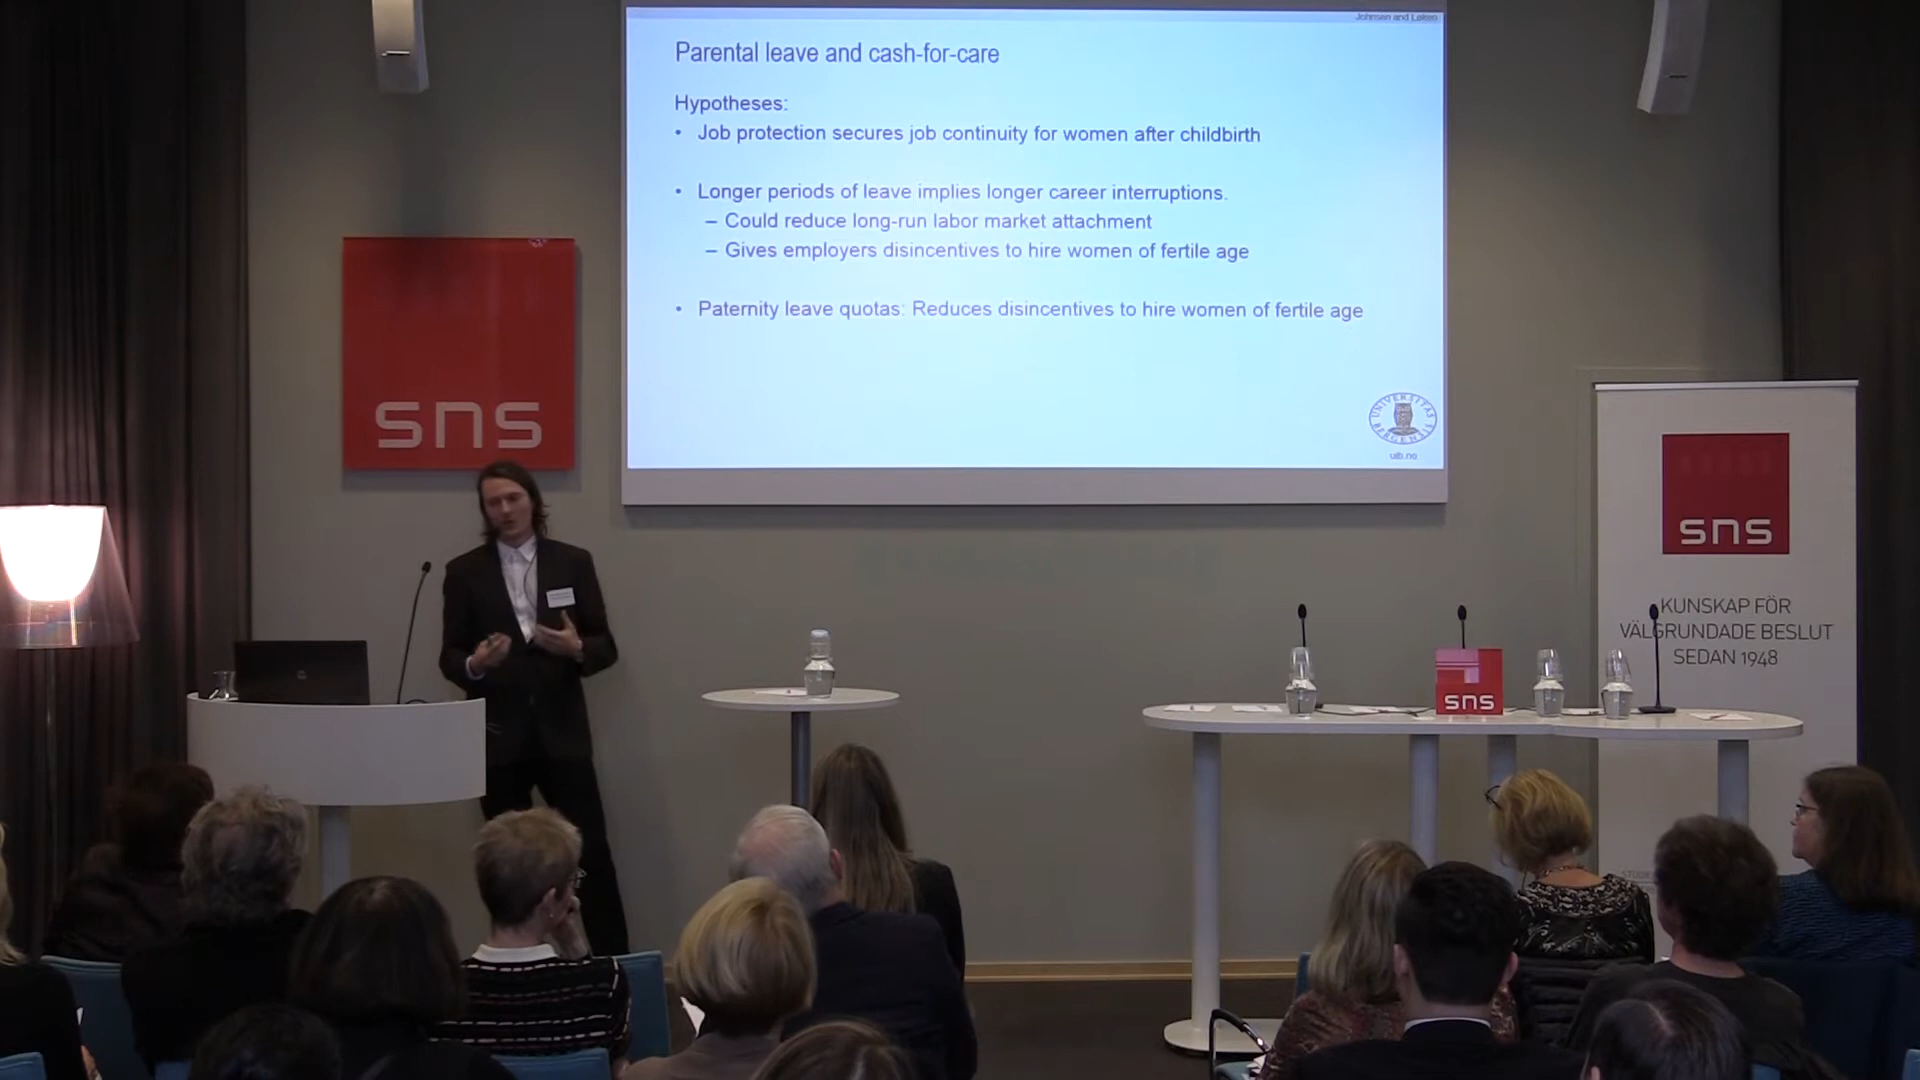 Johnsen and Løken
Parental leave and cash-for-care
Hypotheses:
• Job protection secures job continuity for women after childbirth
• Longer periods of leave implies longer career interruptions.
– Could reduce long-run labor market attachment
– Gives employers disincentives to hire women of fertile age
• Paternity leave quotas: Reduces disincentives to hire women of fertile age
UNIVERSITAS BERGENSIS
uib.no
sns
sns
KUNSKAP FÖR
VÄLGRUNDADE BESLUT
SEDAN 1948
sns